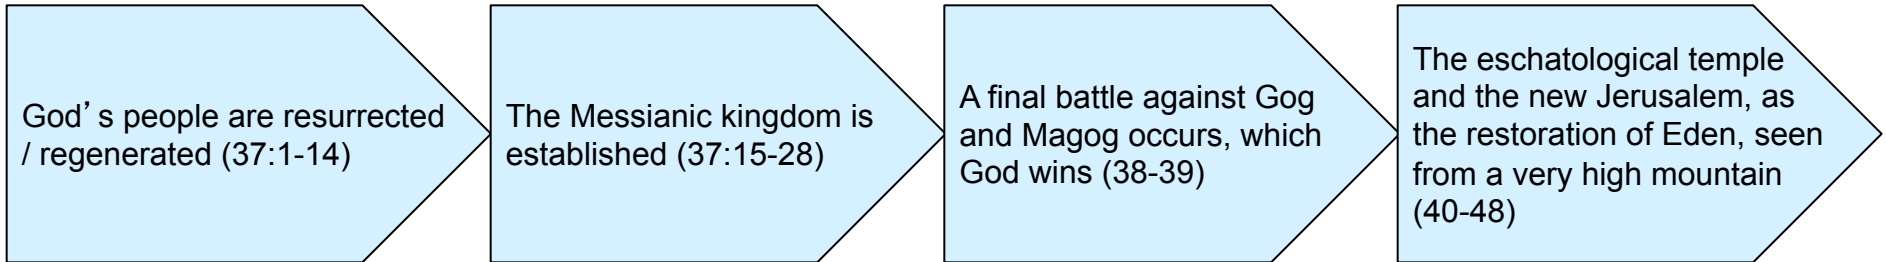 God’s people are resurrected
/ regenerated (37:1-14)
The Messianic kingdom is
established (37:15-28)
A final battle against Gog
and Magog occurs, which
God wins (38-39)
The eschatological temple
and the new Jerusalem, as
the restoration of Eden, seen
from a very high mountain
(40-48)